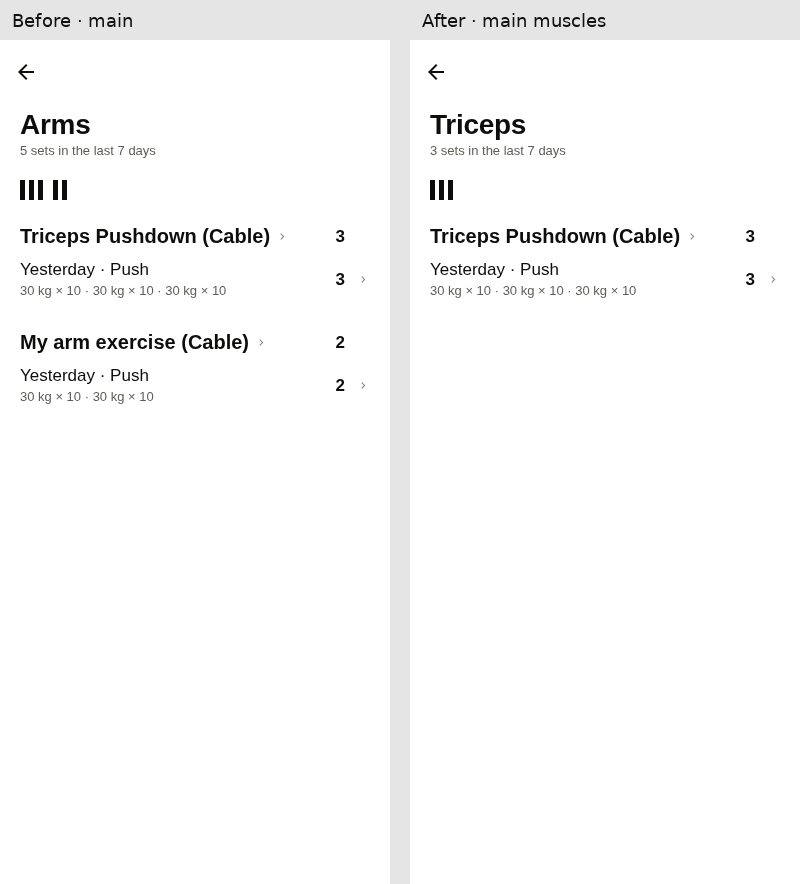 Before · main
Arms
5 sets in the last 7 days
Triceps Pushdown (Cable) › 3
Yesterday · Push
30 kg × 10 · 30 kg × 10 · 30 kg × 10
3 ›
My arm exercise (Cable) › 2
Yesterday · Push
30 kg × 10 · 30 kg × 10
2 ›
After · main muscles
Triceps
3 sets in the last 7 days
Triceps Pushdown (Cable) › 3
Yesterday · Push
30 kg × 10 · 30 kg × 10 · 30 kg × 10
3 ›